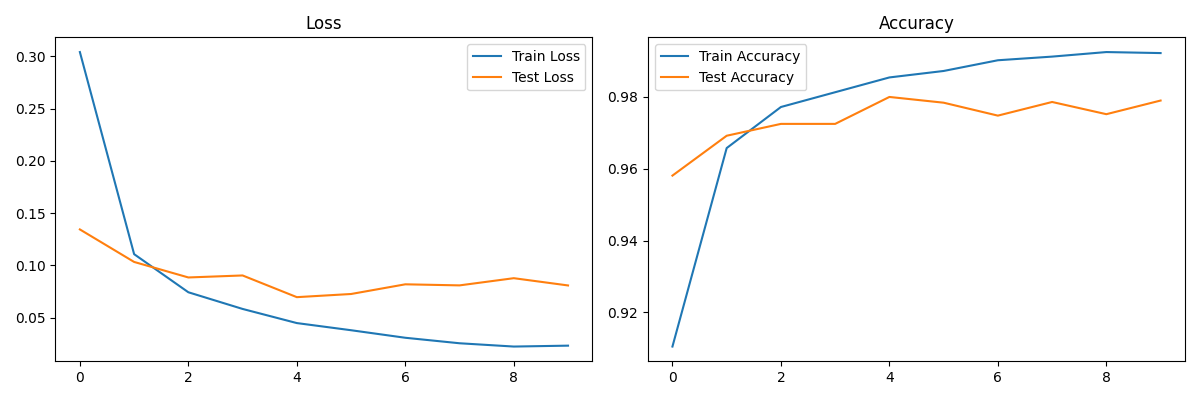 Loss
Train Loss
Test Loss
0.30
0.25
0.20
0.15
0.10
0.05
0 2 4 6 8
Accuracy
Train Accuracy
Test Accuracy
0.98
0.96
0.94
0.92
0 2 4 6 8